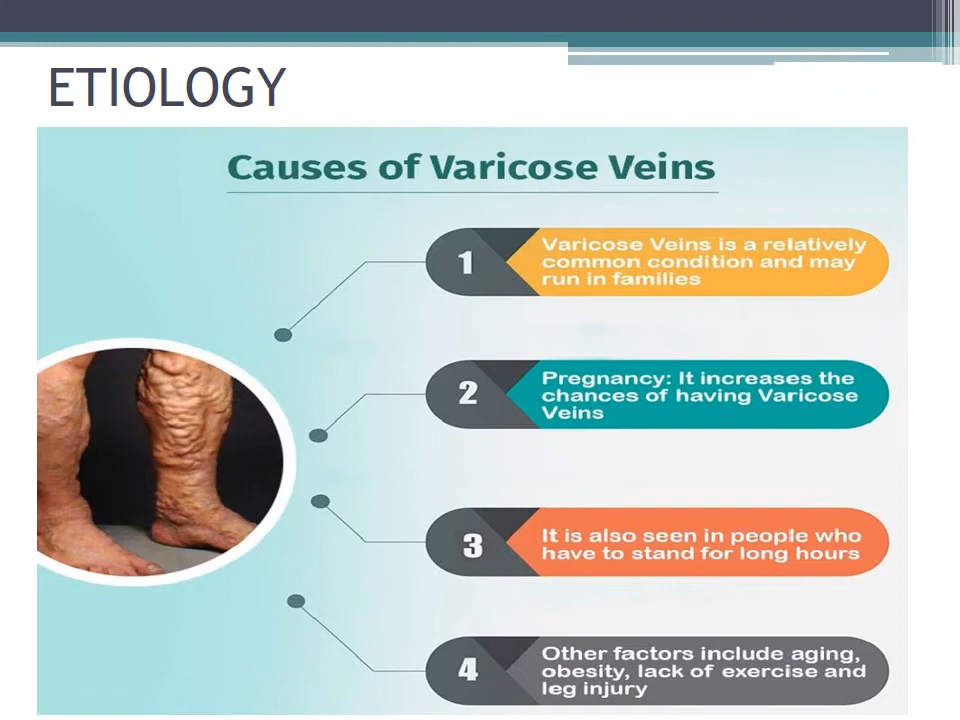 ETIOLOGY
Causes of Varicose Veins
1
Varicose Veins is a relatively
common condition and may
run in families
2
Pregnancy: It increases the
chances of having Varicose
Veins
3
It is also seen in people who
have to stand for long hours
4
Other factors include aging,
obesity, lack of exercise and
leg injury